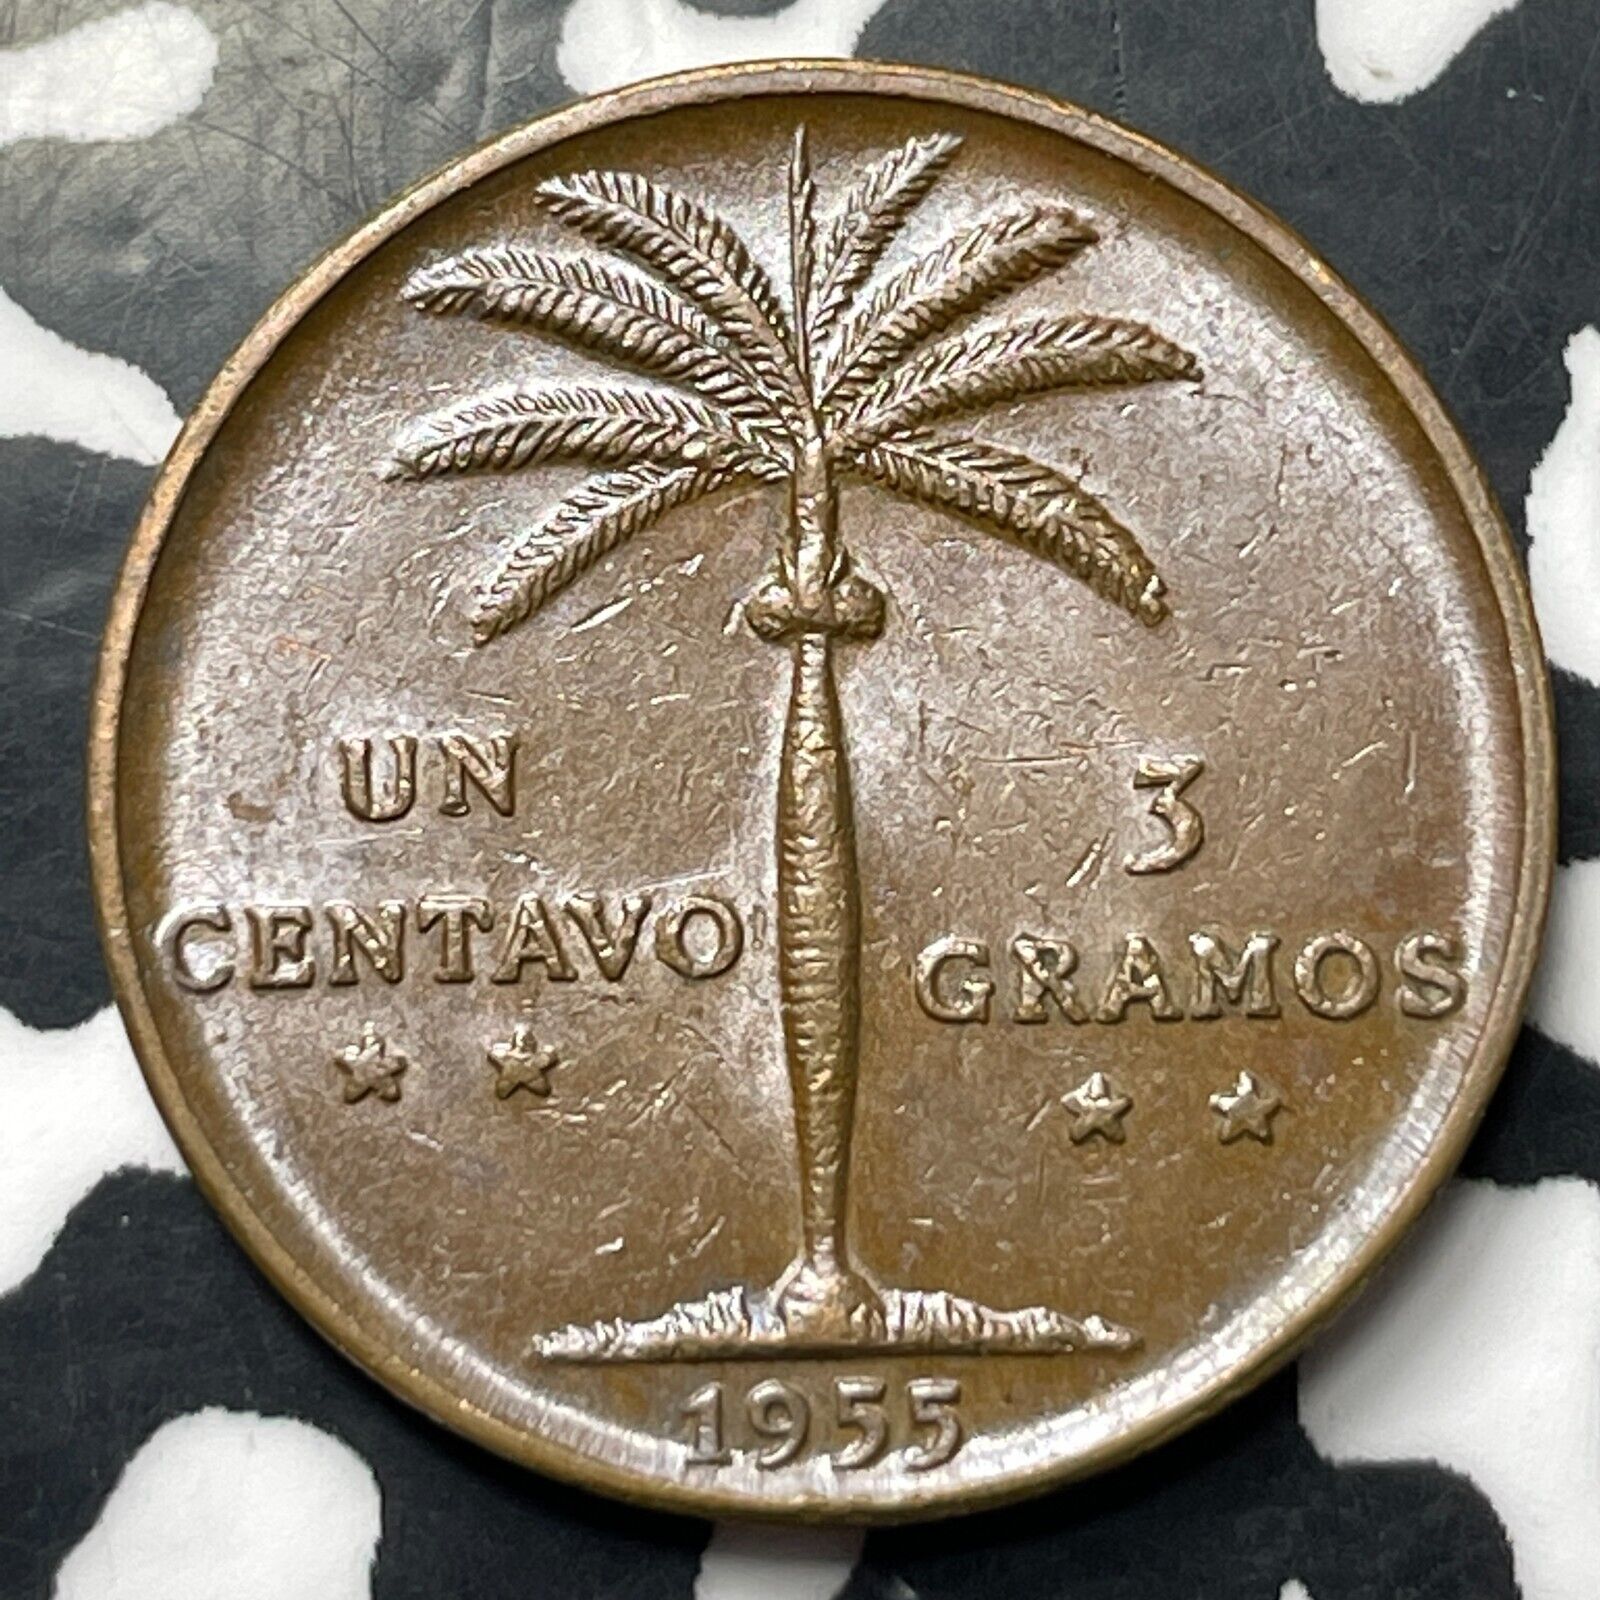 UN
CENTAVO
3
GRAMOS
1955